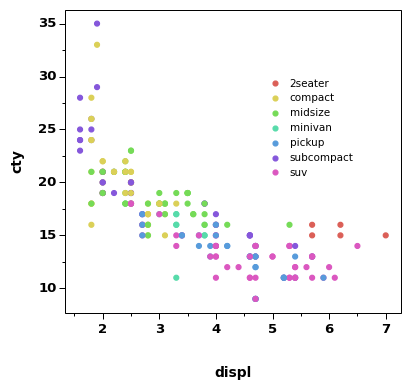 35
30
25
20
15
10
cty
2seater
compact
midsize
minivan
pickup
subcompact
suv
2 3 4 5 6 7
displ